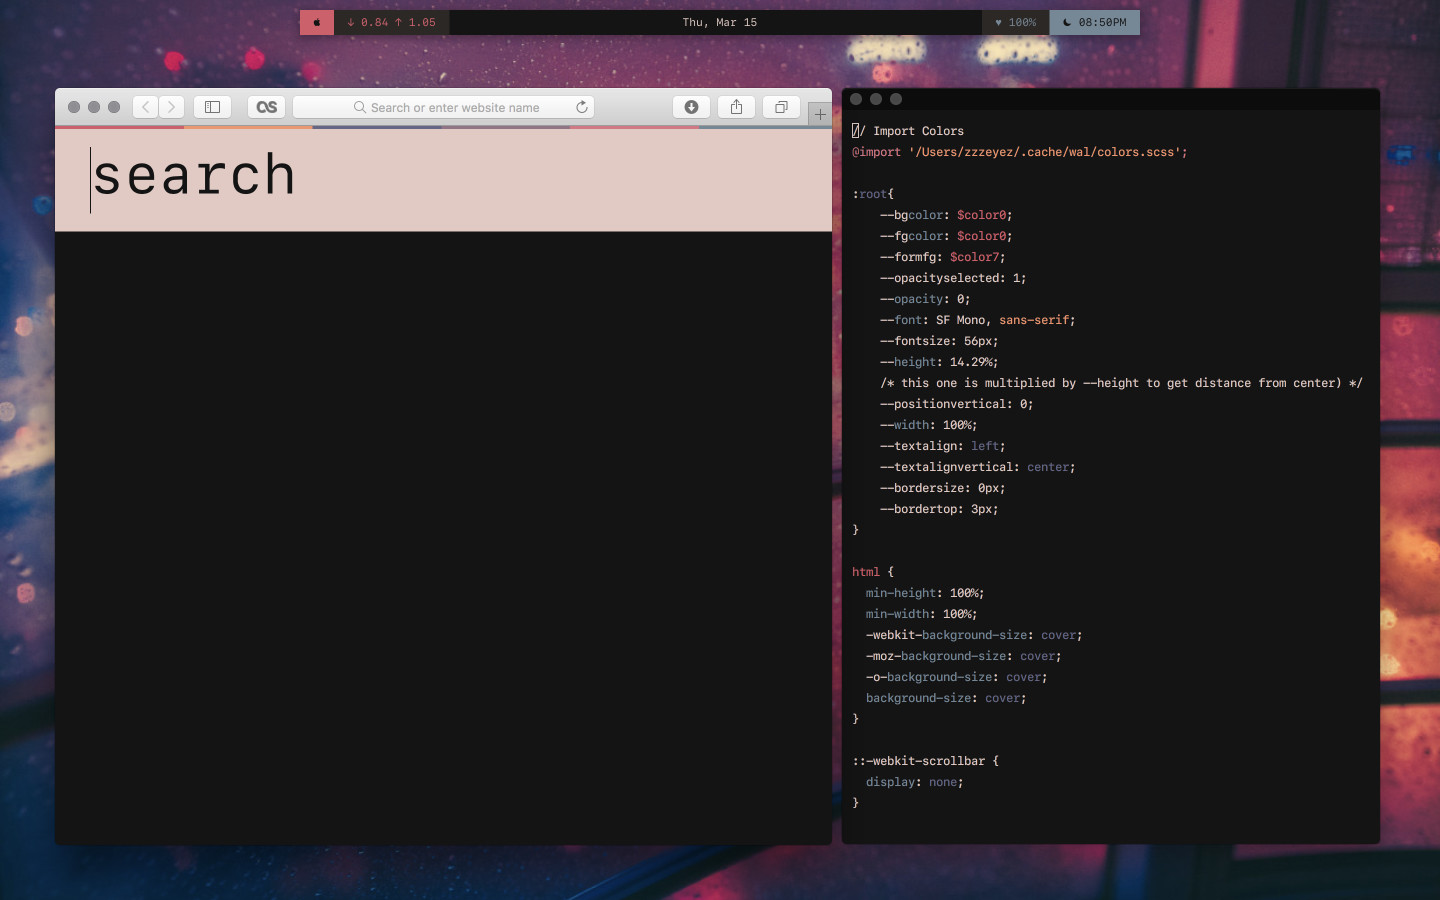 ↓ 0.84 ↑ 1.05
Thu, Mar 15
♥ 100%
08:50PM
Search or enter website name
search
// Import Colors
@import '/Users/zzzeyez/.cache/wal/colors.scss';
:root{
--bgcolor: $color0;
--fgcolor: $color0;
--formfg: $color7;
--opacityselected: 1;
--opacity: 0;
--font: SF Mono, sans-serif;
--fontsize: 56px;
--height: 14.29%;
/* this one is multiplied by --height to get distance from center) */
--positionvertical: 0;
--width: 100%;
--textalign: left;
--textalignvertical: center;
--bordersize: 0px;
--bordertop: 3px;
}
html {
min-height: 100%;
min-width: 100%;
-webkit-background-size: cover;
-moz-background-size: cover;
-o-background-size: cover;
background-size: cover;
}
::-webkit-scrollbar {
display: none;
}